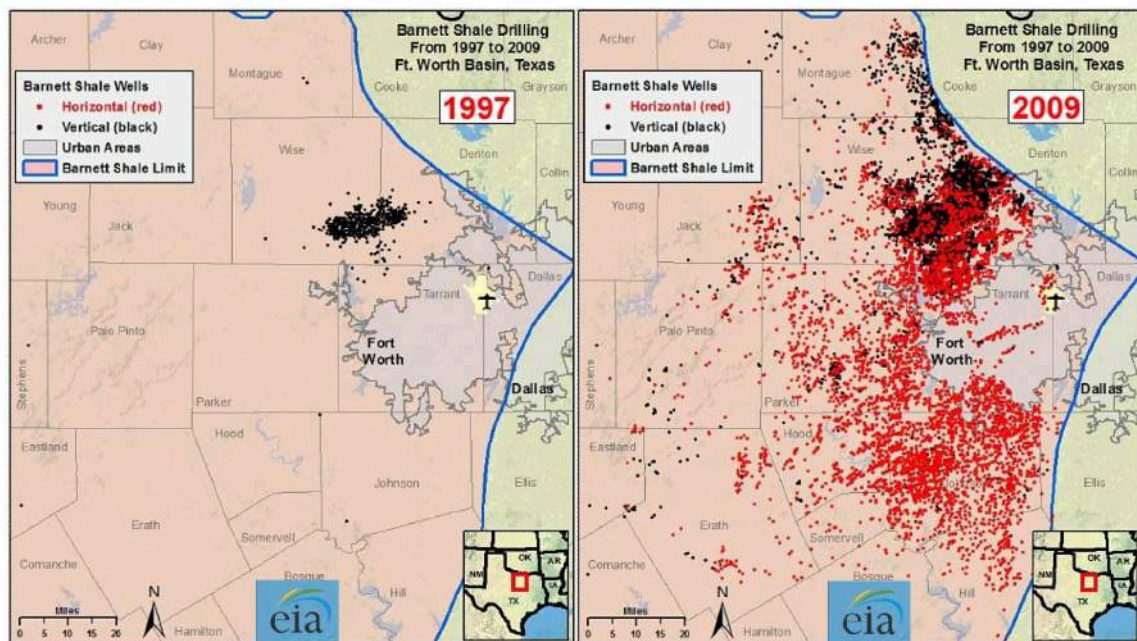 Barnett Shale Drilling
From 1997 to 2009
Ft. Worth Basin, Texas
1997
Barnett Shale Wells
Horizontal (red)
Vertical (black)
Urban Areas
Barnett Shale Limit
Archer
Clay
Montague
Cooke
Grayson
Wise
Denton
Collin
Young
Jack
Dallas
Tarrant
Palo Pinto
Fort
Worth
Stephens
Dallas
Parker
Hood
Eastland
Johnson
Ellis
Erath
Somervell
Comanche
Bosque
Hill
Hamilton
Miles
0 5 10 20
N
eia
NM
OK
AR
TX
LA
Barnett Shale Drilling
From 1997 to 2009
Ft. Worth Basin, Texas
2009
Barnett Shale Wells
Horizontal (red)
Vertical (black)
Urban Areas
Barnett Shale Limit
Archer
Clay
Montague
Cooke
Grayson
Wise
Denton
Collin
Young
Jack
Dallas
Tarrant
Palo Pinto
Fort
Worth
Stephens
Dallas
Parker
Hood
Eastland
Ellis
Erath
Somervell
Comanche
Bosque
Hill
Hamilton
Miles
0 5 10 20
N
eia
NM
OK
AR
TX
LA